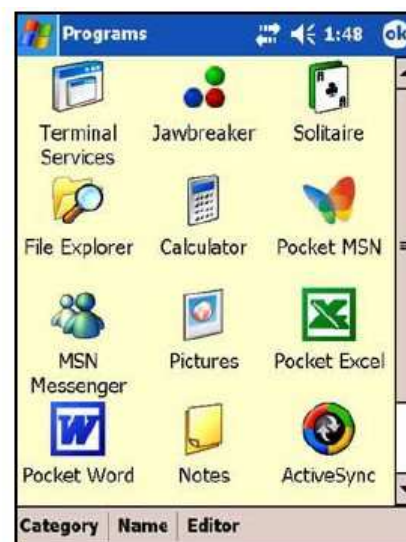 Programs 1:48 ok
Terminal Services Jawbreaker Solitaire
File Explorer Calculator Pocket MSN
MSN Messenger Pictures Pocket Excel
Pocket Word Notes ActiveSync
Category Name Editor